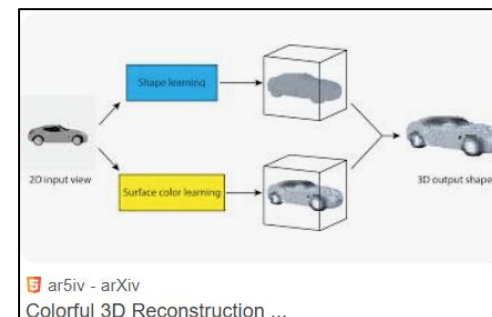 Shape learning
2D input view
Surface color learning
3D output shape
ar5iv - arXiv
Colorful 3D Reconstruction ...